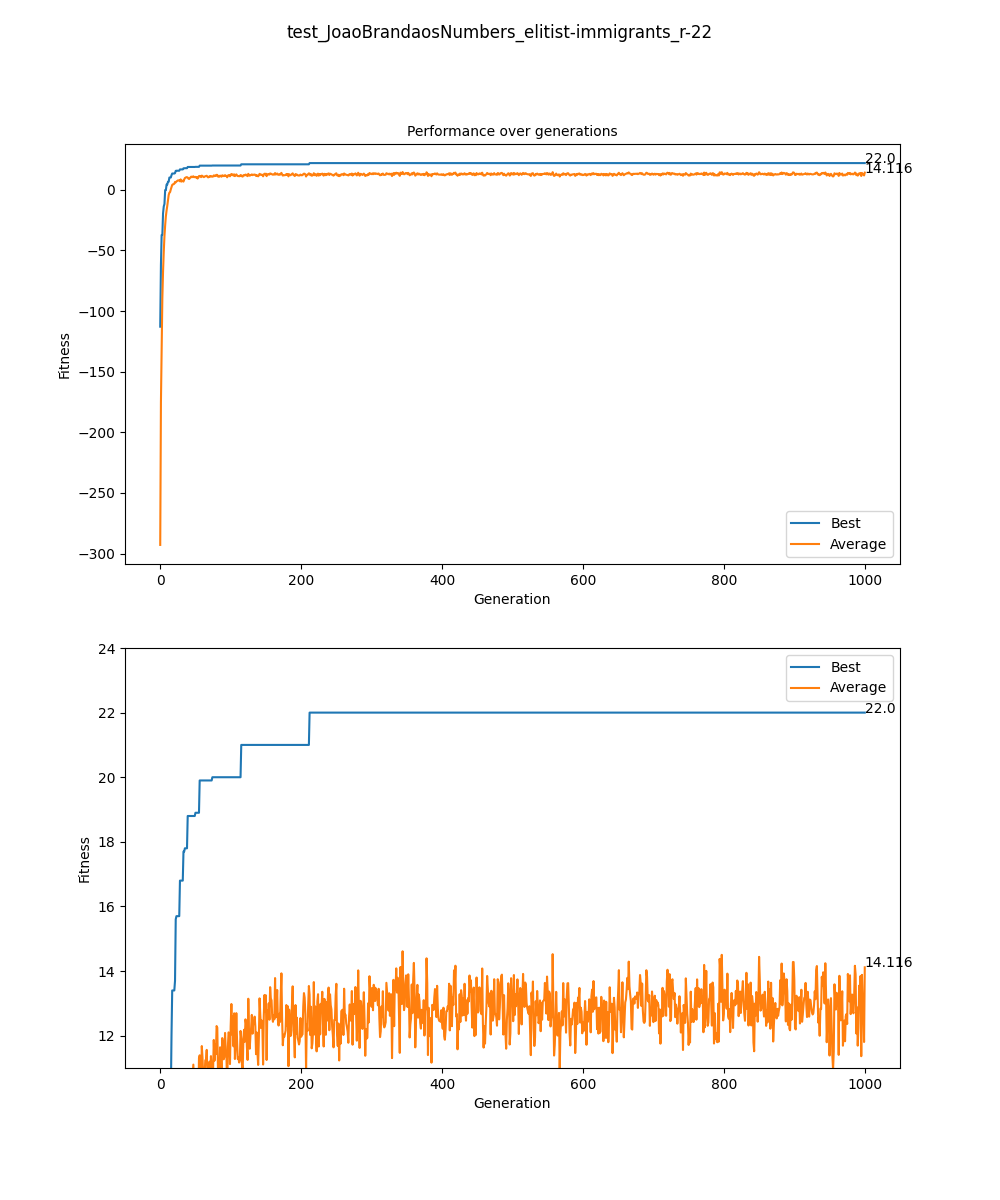 test_JoaoBrandaosNumbers_elitist-immigrants_r-22
Performance over generations
22.0
14.116
0
−50
−100
−150
−200
−250
−300
Fitness
Best
Average
0 200 400 600 800 1000
Generation
24
22
20
18
16
14
12
Fitness
Best
Average
22.0
14.116
0 200 400 600 800 1000
Generation